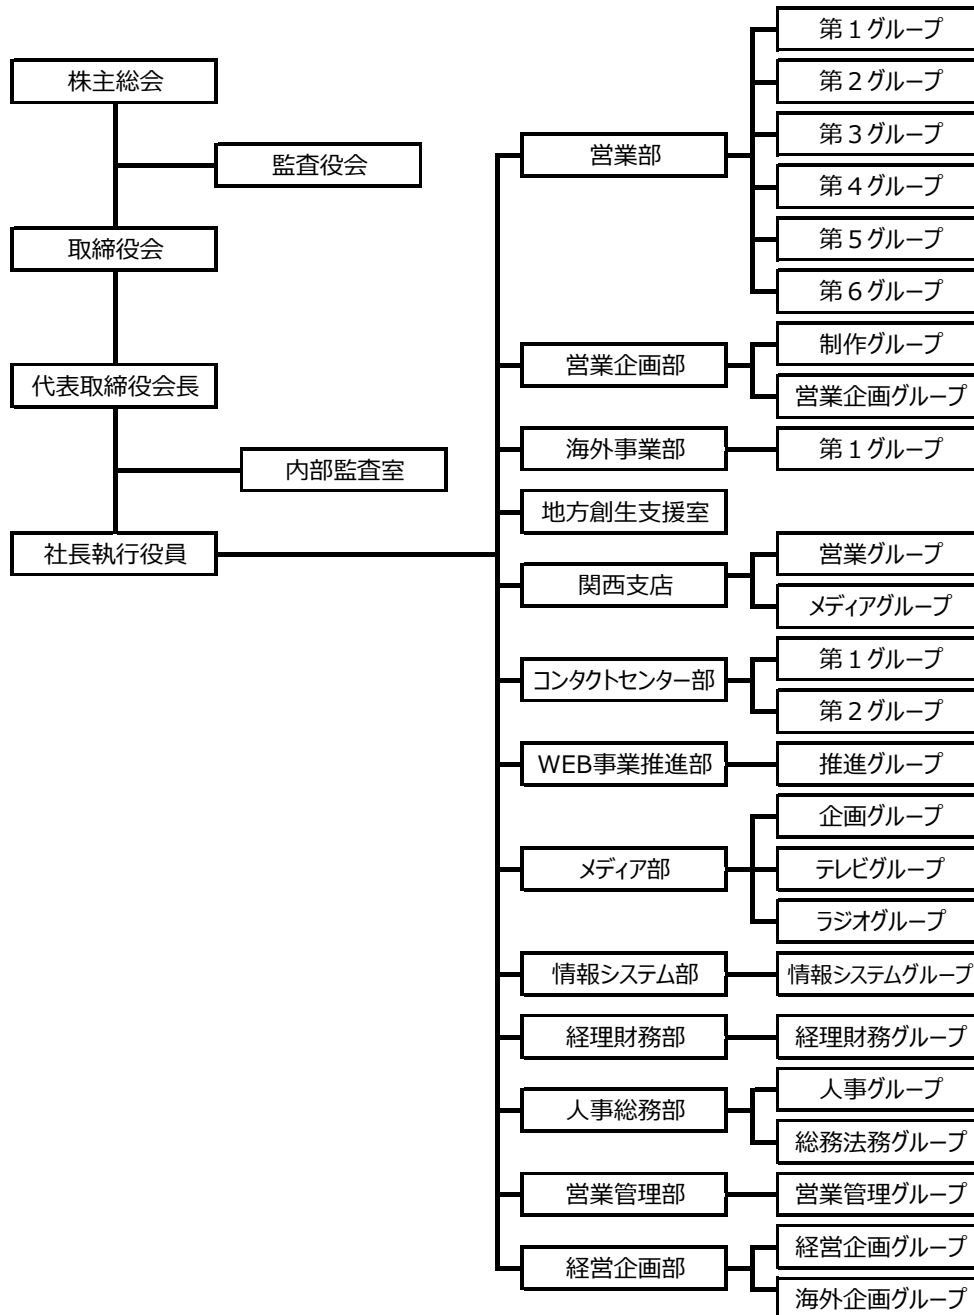 株主総会
監査役会
取締役会
代表取締役会長
内部監査室
社長執行役員
営業部
第１グループ
第２グループ
第３グループ
第４グループ
第５グループ
第６グループ
営業企画部
制作グループ
営業企画グループ
海外事業部
第１グループ
地方創生支援室
関西支店
営業グループ
メディアグループ
コンタクトセンター部
第１グループ
第２グループ
WEB事業推進部
推進グループ
メディア部
企画グループ
テレビグループ
ラジオグループ
情報システム部
情報システムグループ
経理財務部
経理財務グループ
人事総務部
人事グループ
総務法務グループ
営業管理部
営業管理グループ
経営企画部
経営企画グループ
海外企画グループ